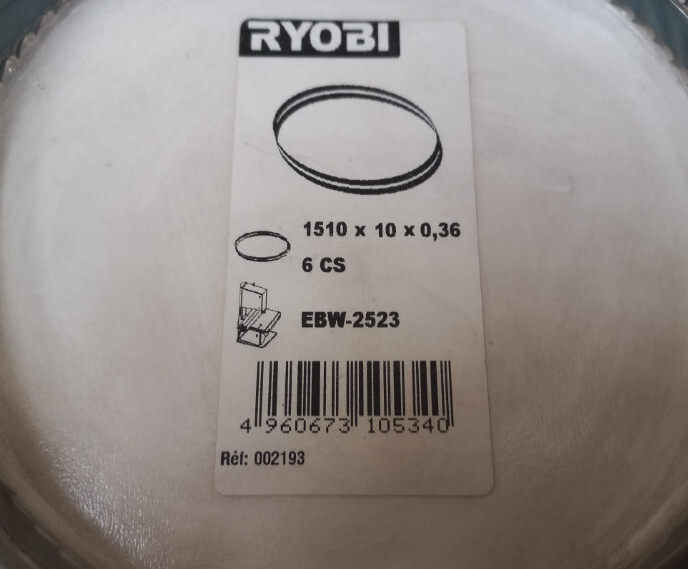 RYOBI
1510 x 10 x 0,36
6 CS
EBW-2523
4 960673 105340
Réf: 002193